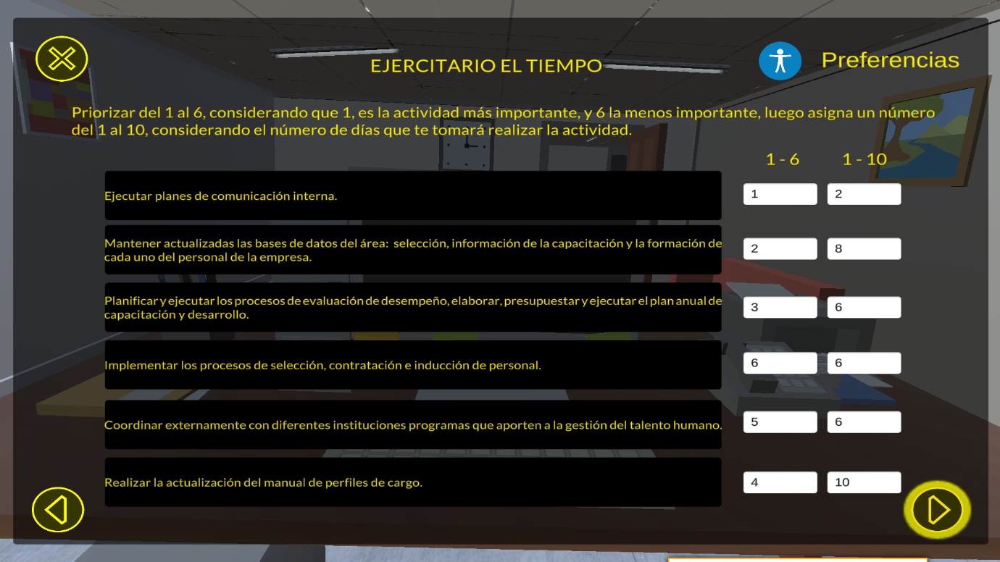 EJERCITARIO EL TIEMPO
Preferencias
Priorizar del 1 al 6, considerando que 1, es la actividad más importante, y 6 la menos importante, luego asigna un número
del 1 al 10, considerando el número de días que te tomará realizar la actividad.
1 - 6 1 - 10
Ejecutar planes de comunicación interna. 1 2
Mantener actualizadas las bases de datos del área: selección, información de la capacitación y la formación de
cada uno del personal de la empresa. 2 8
Planificar y ejecutar los procesos de evaluación de desempeño, elaborar, presupuestar y ejecutar el plan anual de
capacitación y desarrollo. 3 6
Implementar los procesos de selección, contratación e inducción de personal. 6 6
Coordinar externamente con diferentes instituciones programas que aporten a la gestión del talento humano. 5 6
Realizar la actualización del manual de perfiles de cargo. 4 10